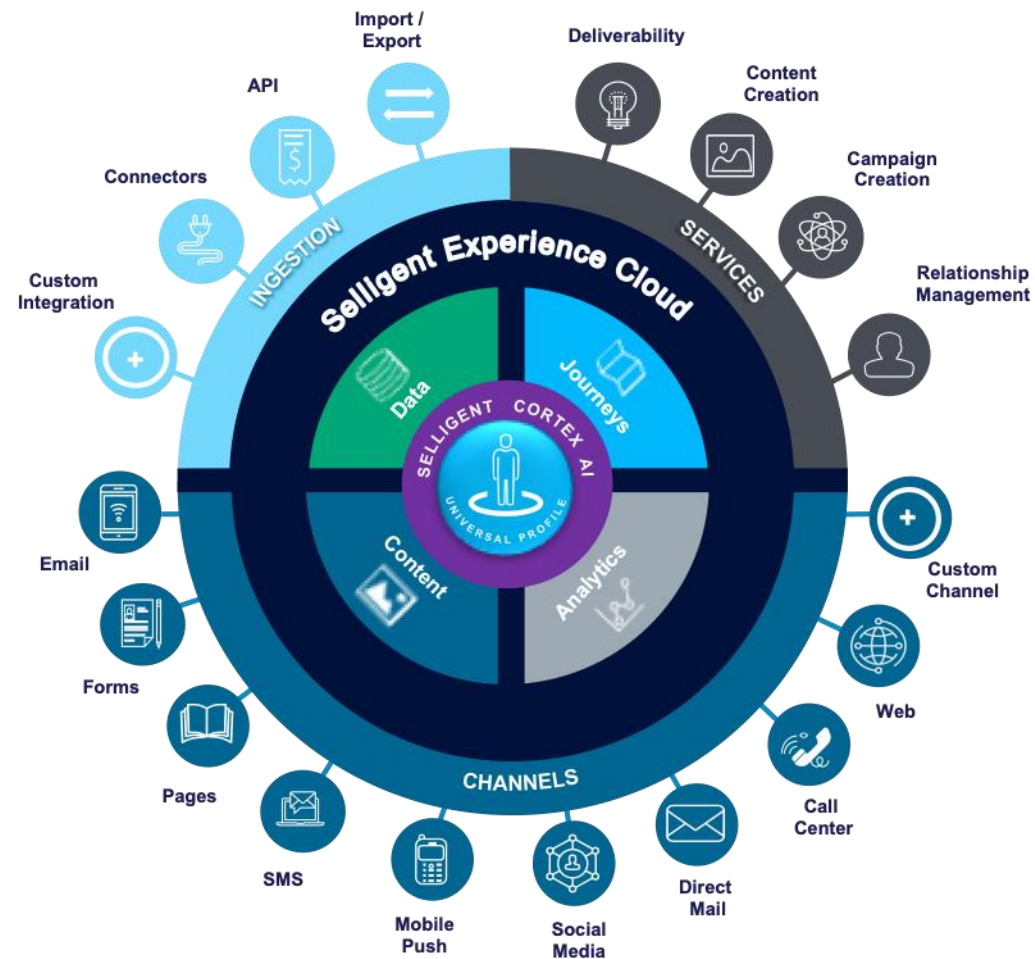 Import /
Export
Deliverability
API
Content
Creation
Connectors
Campaign
Creation
Custom
Integration
Relationship
Management
INGESTION
SERVICES
Selligent Experience Cloud
Data
Journeys
SELLIGENT CORTEX AI
UNIVERSAL PROFILE
Content
Analytics
Email
Custom
Channel
Forms
Web
Pages
CHANNELS
Call
Center
SMS
Direct
Mail
Mobile
Push
Social
Media